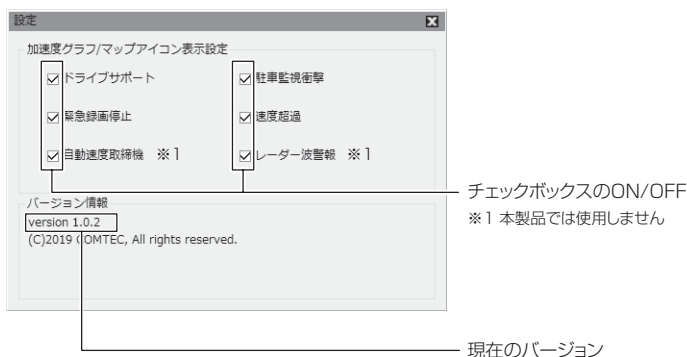 設定
加速度グラフ/マップアイコン表示設定
ドライブサポート
駐車監視衝撃
緊急録画停止
速度超過
自動速度取締機 ※1
レーダー波警報 ※1
チェックボックスのON/OFF
※1 本製品では使用しません
バージョン情報
version 1.0.2
(C)2019 COMTEC, All rights reserved.
現在のバージョン